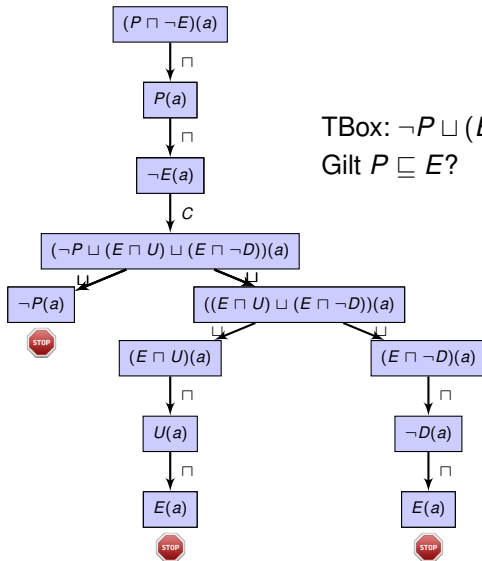 (P ⊓ ¬E)(a)
⊓
P(a)
⊓
TBox: ¬P ⊔ (E
¬E(a)
Gilt P ⊑ E?
C
(¬P ⊔ (E ⊓ U) ⊔ (E ⊓ ¬D))(a)
⊔ ⊔
¬P(a) ((E ⊓ U) ⊔ (E ⊓ ¬D))(a)
STOP ⊔ ⊔
(E ⊓ U)(a) (E ⊓ ¬D)(a)
⊓ ⊓
U(a) ¬D(a)
⊓ ⊓
E(a) E(a)
STOP STOP